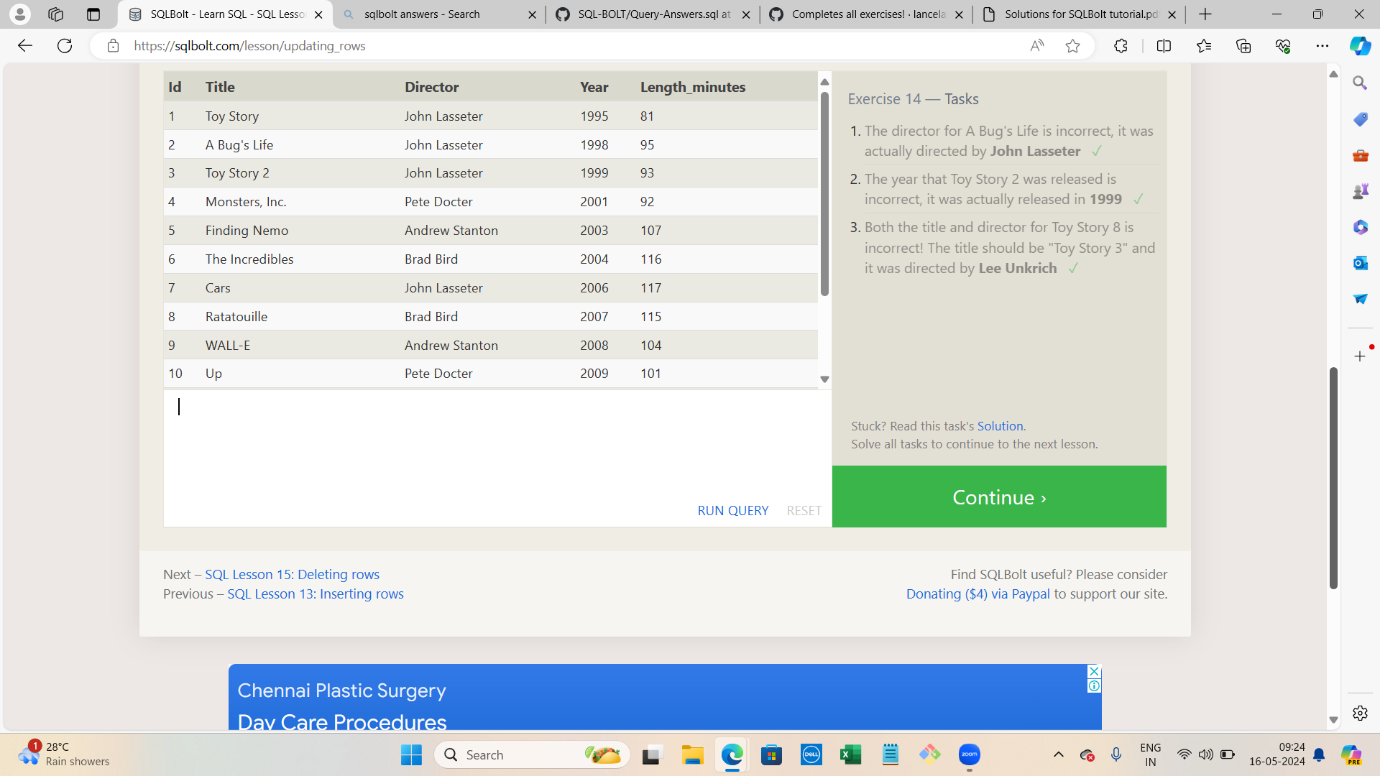 SQLBolt - Learn SQL - SQL Lesso
sqlbolt answers - Search
SQL-BOLT/Query-Answers.sql at
Completes all exercises! · lancela
Solutions for SQLBolt tutorial.pd
https://sqlbolt.com/lesson/updating_rows
Id Title Director Year Length_minutes
1 Toy Story John Lasseter 1995 81
2 A Bug's Life John Lasseter 1998 95
3 Toy Story 2 John Lasseter 1999 93
4 Monsters, Inc. Pete Docter 2001 92
5 Finding Nemo Andrew Stanton 2003 107
6 The Incredibles Brad Bird 2004 116
7 Cars John Lasseter 2006 117
8 Ratatouille Brad Bird 2007 115
9 WALL-E Andrew Stanton 2008 104
10 Up Pete Docter 2009 101
RUN QUERY RESET
Exercise 14 — Tasks
1. The director for A Bug's Life is incorrect, it was
actually directed by John Lasseter ✓
2. The year that Toy Story 2 was released is
incorrect, it was actually released in 1999 ✓
3. Both the title and director for Toy Story 8 is
incorrect! The title should be "Toy Story 3" and
it was directed by Lee Unkrich ✓
Stuck? Read this task's Solution.
Solve all tasks to continue to the next lesson.
Continue ›
Next – SQL Lesson 15: Deleting rows
Previous – SQL Lesson 13: Inserting rows
Find SQLBolt useful? Please consider
Donating ($4) via Paypal to support our site.
Chennai Plastic Surgery
Day Care Procedures
1
28°C
Rain showers
Search
DELL
zoom
ENG
IN
09:24
16-05-2024
PRE